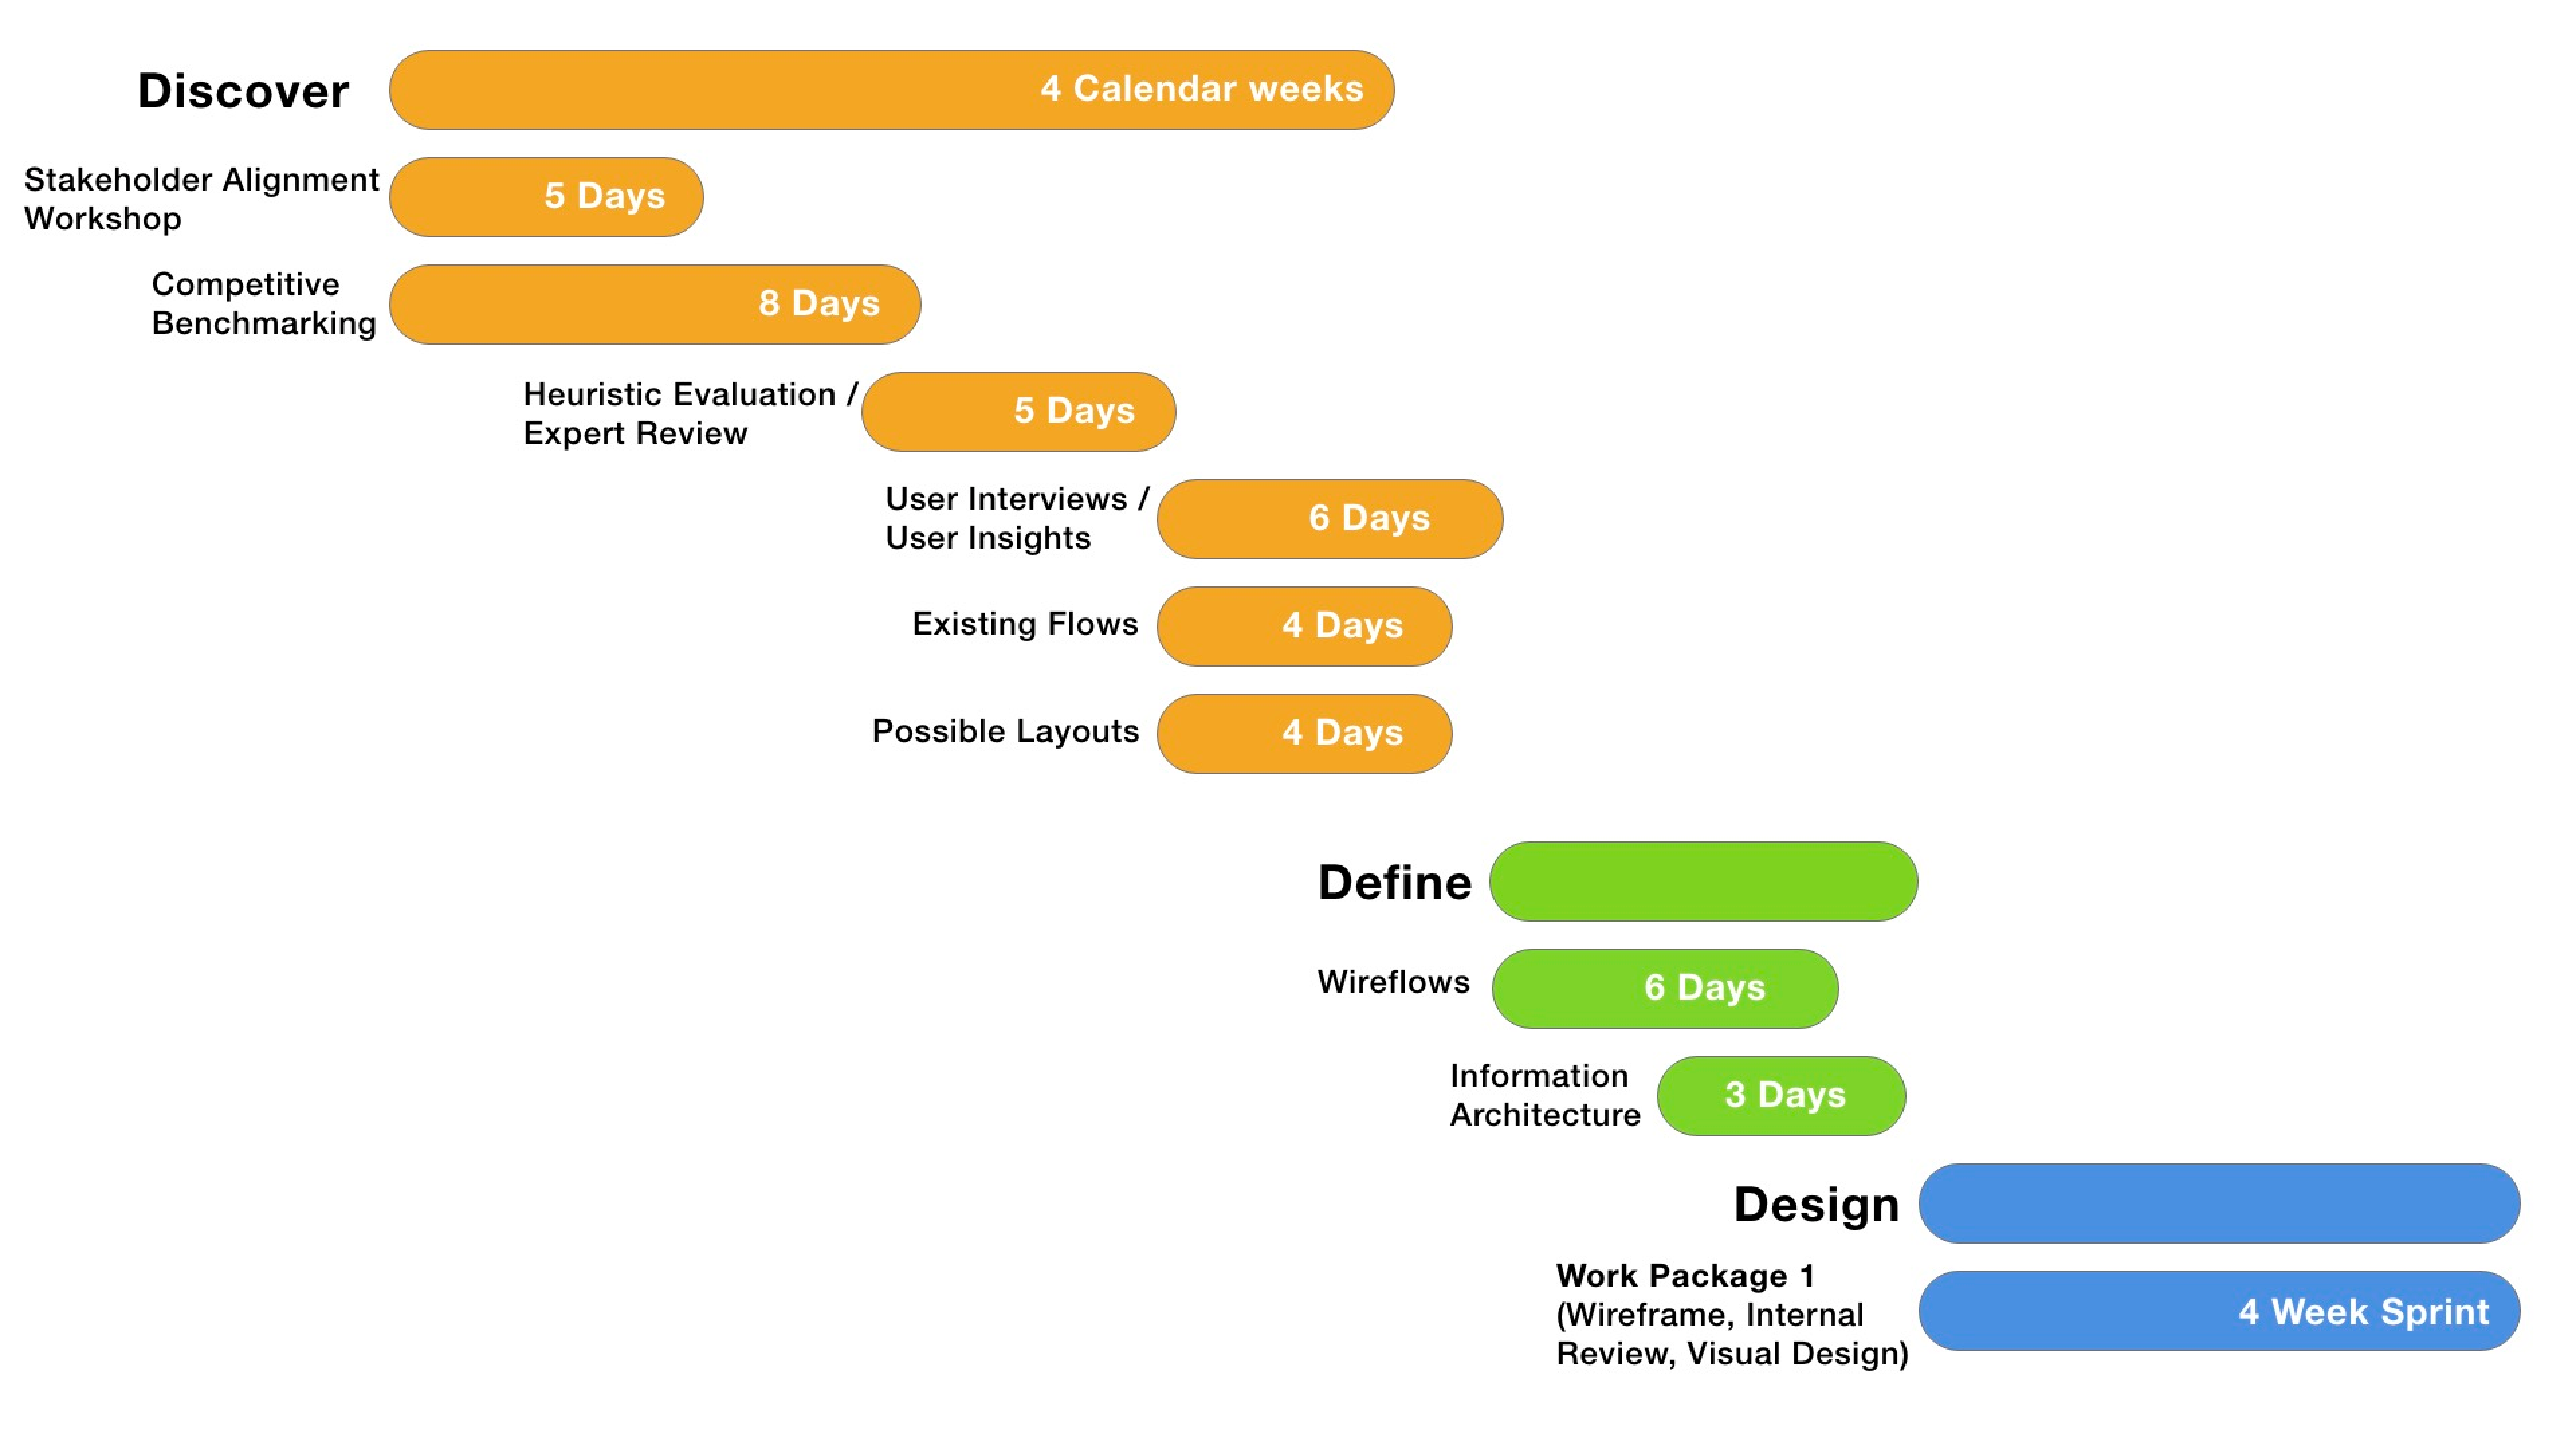 Discover
4 Calendar weeks
Stakeholder Alignment
Workshop
5 Days
Competitive
Benchmarking
8 Days
Heuristic Evaluation /
Expert Review
5 Days
User Interviews /
User Insights
6 Days
Existing Flows
4 Days
Possible Layouts
4 Days
Define
Wireflows
6 Days
Information
Architecture
3 Days
Design
Work Package 1
(Wireframe, Internal
Review, Visual Design)
4 Week Sprint